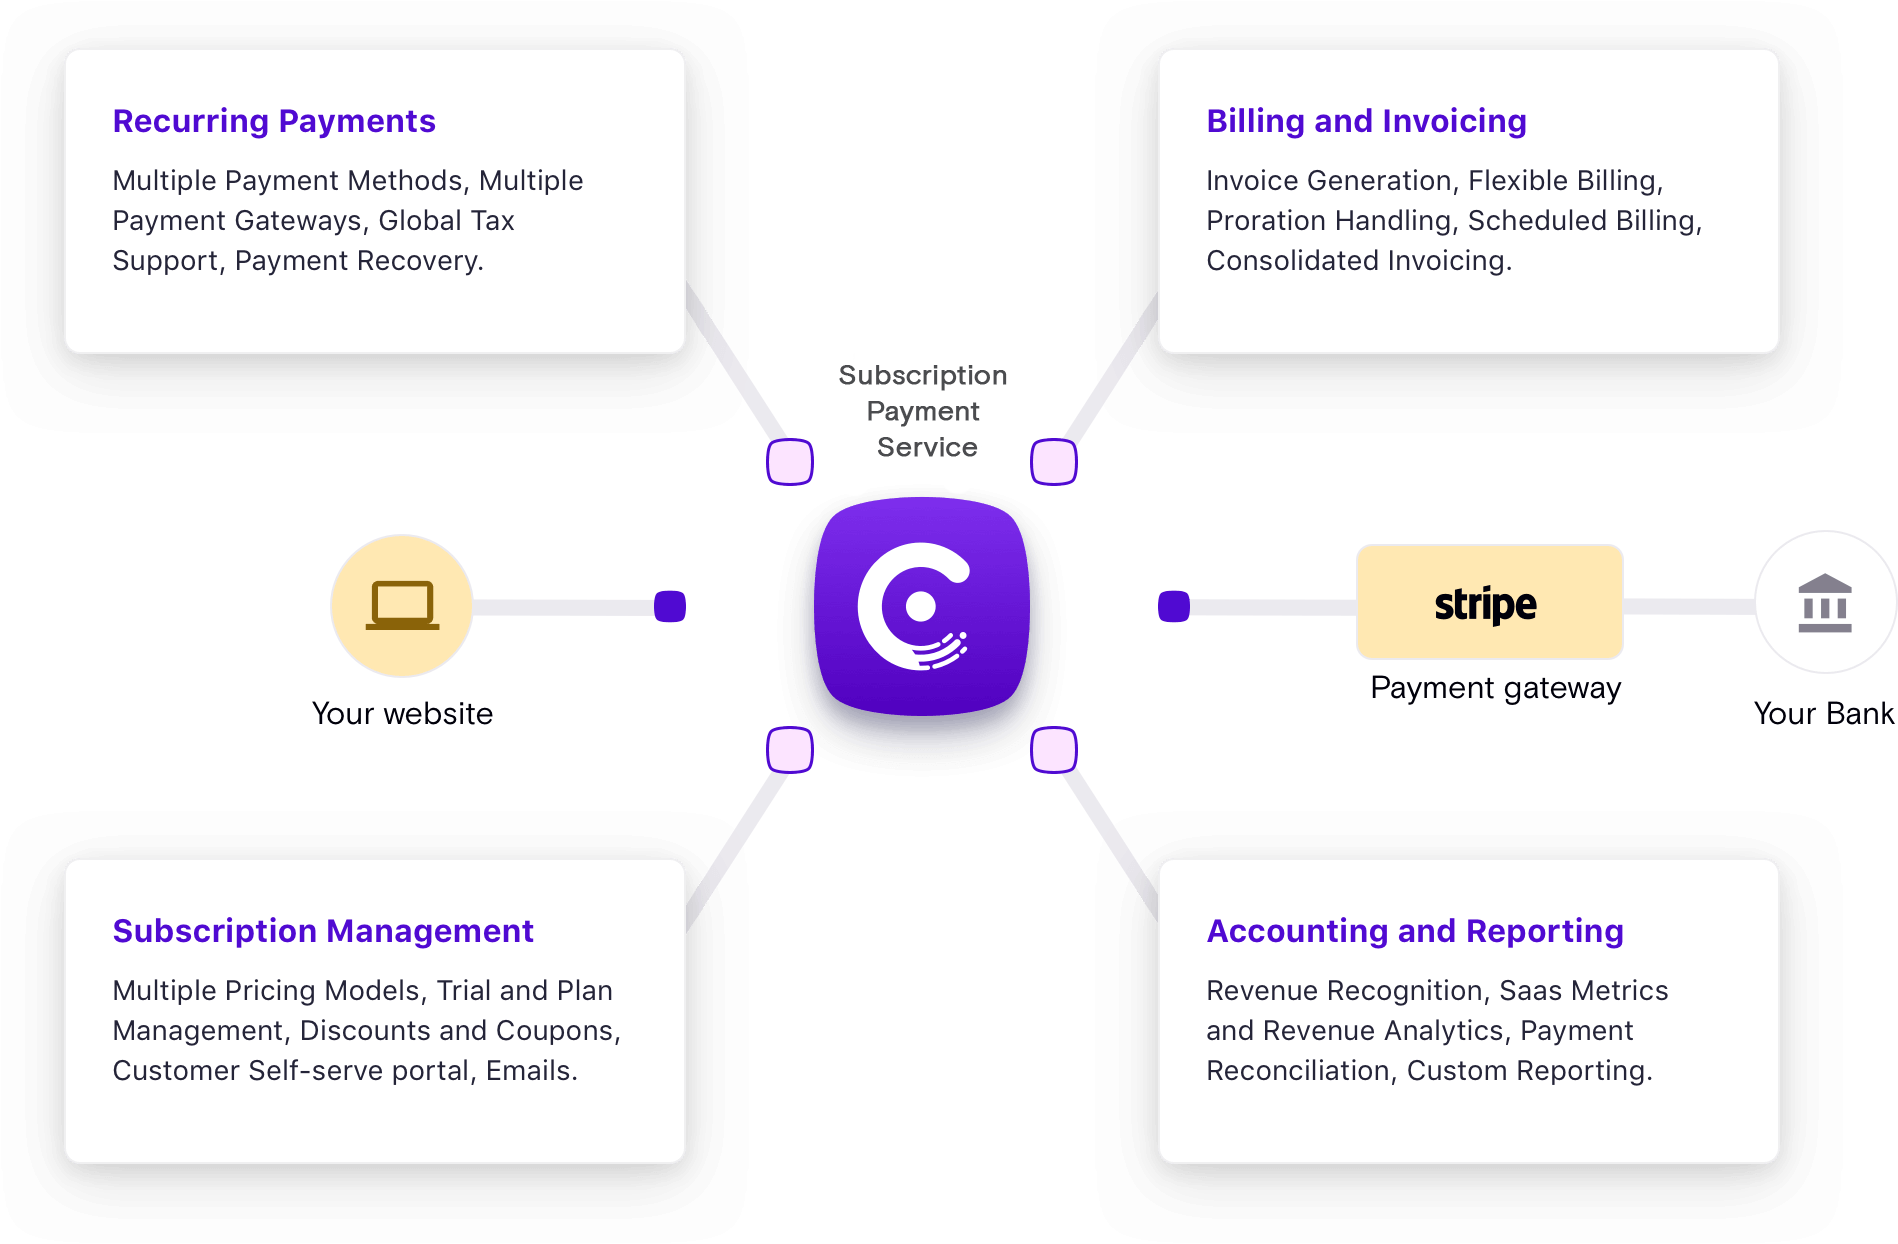 Recurring Payments
Multiple Payment Methods, Multiple
Payment Gateways, Global Tax
Support, Payment Recovery.
Billing and Invoicing
Invoice Generation, Flexible Billing,
Proration Handling, Scheduled Billing,
Consolidated Invoicing.
Subscription
Payment
Service
Your website
stripe
Payment gateway
Your Bank
Subscription Management
Multiple Pricing Models, Trial and Plan
Management, Discounts and Coupons,
Customer Self-serve portal, Emails.
Accounting and Reporting
Revenue Recognition, Saas Metrics
and Revenue Analytics, Payment
Reconciliation, Custom Reporting.